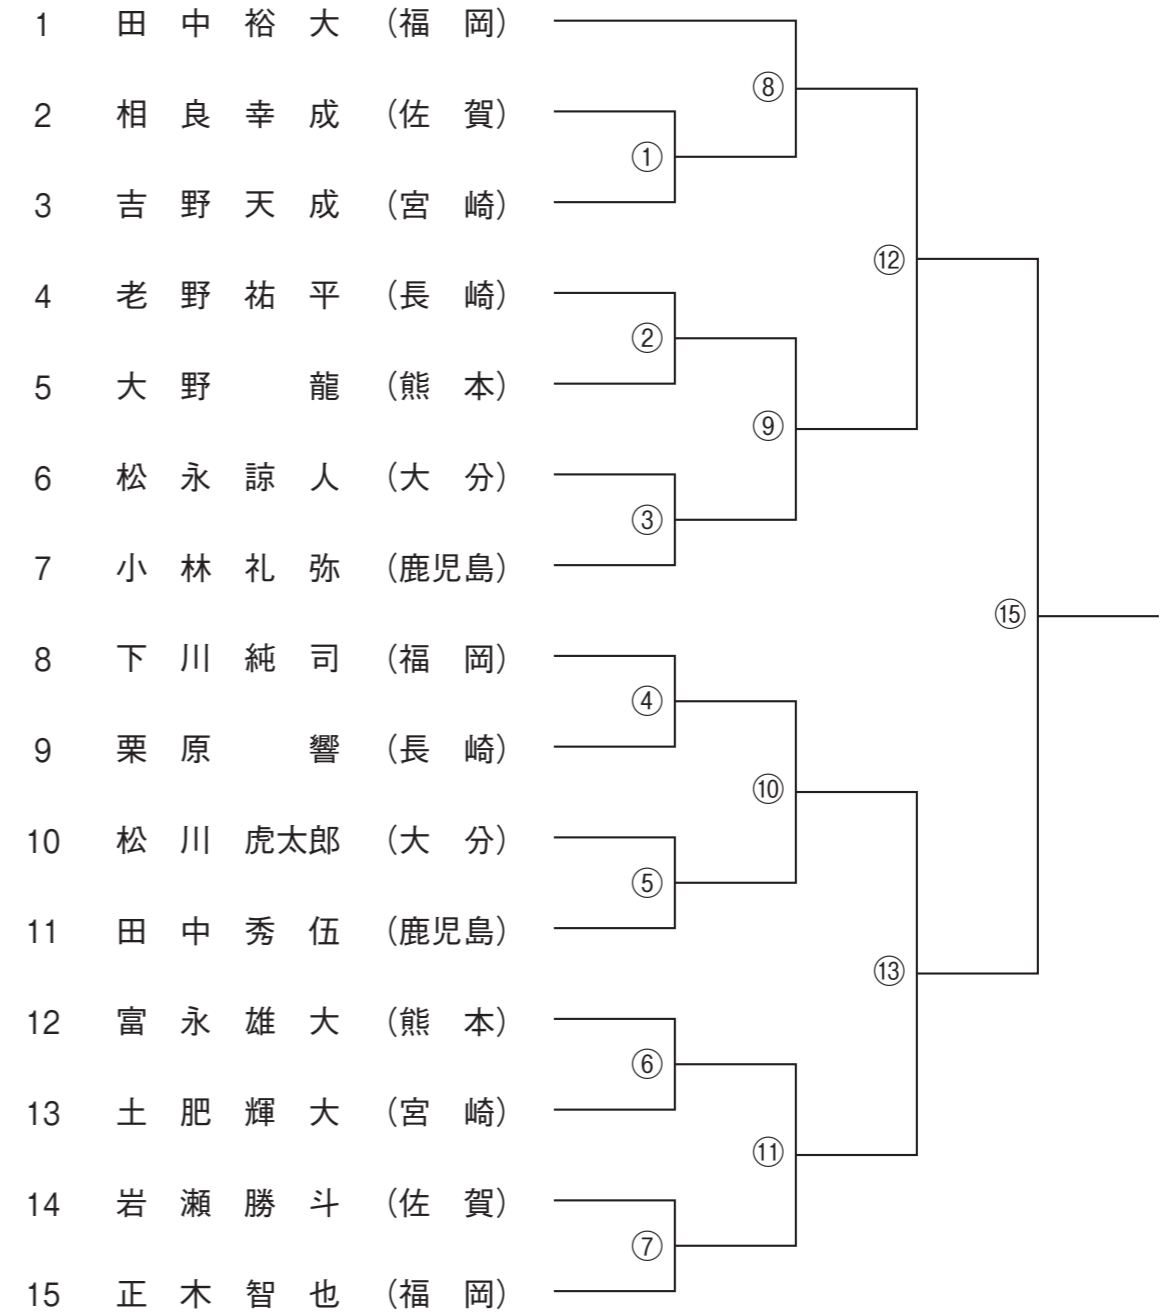 1 田中裕大 (福岡)
⑧
2 相良幸成 (佐賀)
①
3 吉野天成 (宮崎)
⑫
4 老野祐平 (長崎)
②
5 大野 龍 (熊本)
⑨
6 松永諒人 (大分)
③
7 小林礼弥 (鹿児島)
⑮
8 下川純司 (福岡)
④
9 栗原 響 (長崎)
⑩
10 松川虎太郎 (大分)
⑤
11 田中秀伍 (鹿児島)
⑬
12 富永雄大 (熊本)
⑥
13 土肥輝大 (宮崎)
⑪
14 岩瀬勝斗 (佐賀)
⑦
15 正木智也 (福岡)